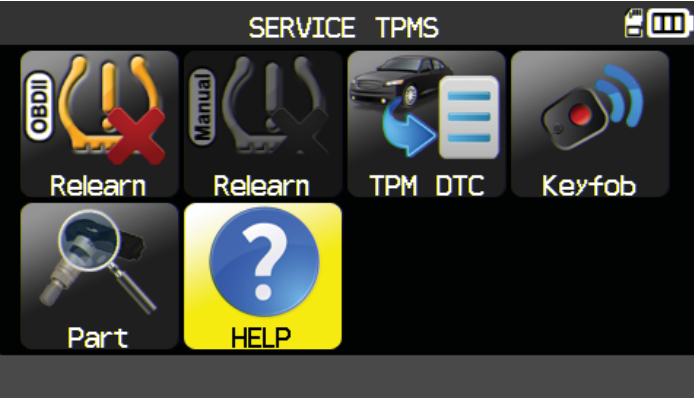 SERVICE TPMS
OBDII
Relearn
Manual
Relearn
TPM DTC
Keyfob
Part
?
HELP